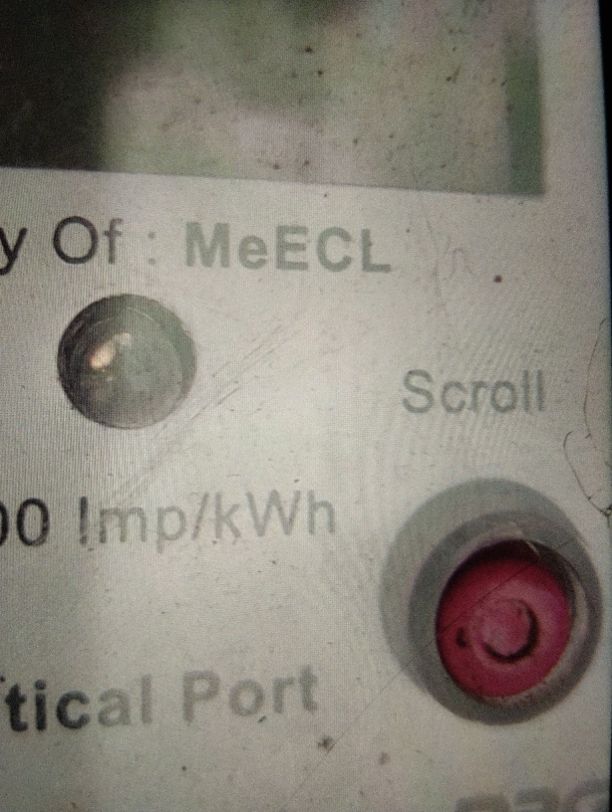 y Of : MeECL
Scroll
00 Imp/kWh
tical Port